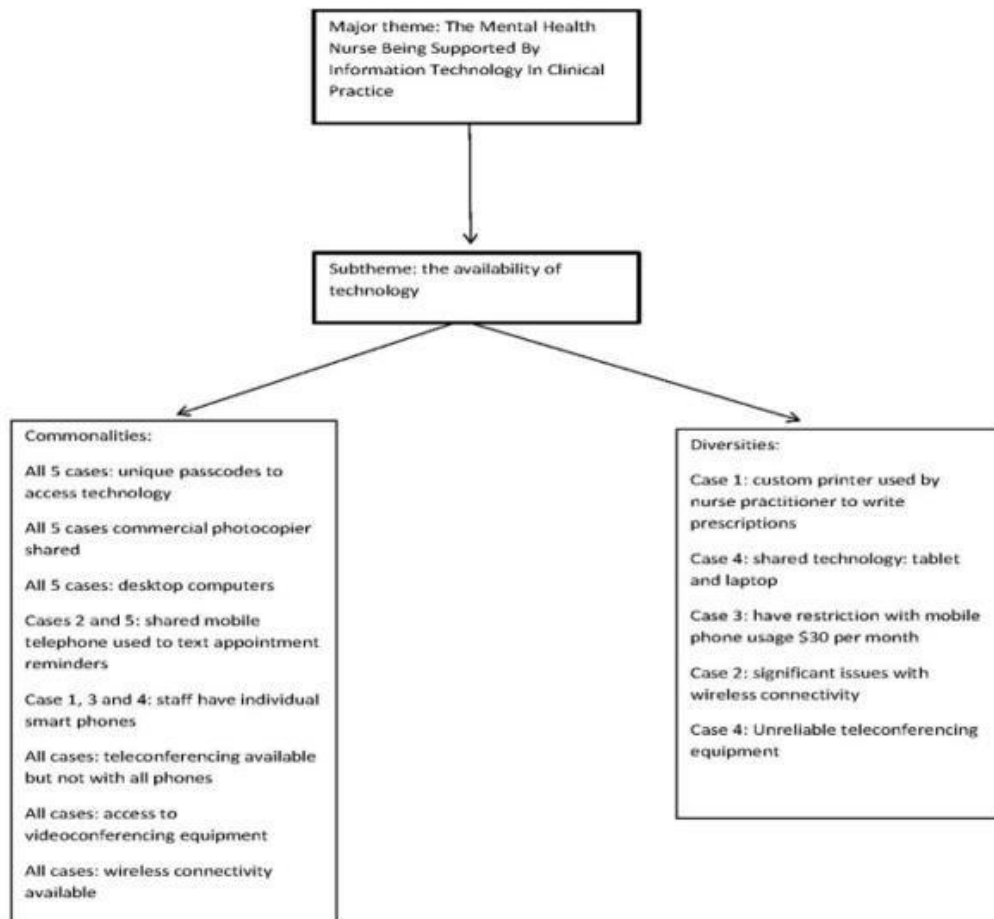 Major theme: The Mental Health
Nurse Being Supported By
Information Technology In Clinical
Practice
Subtheme: the availability of
technology
Commonalities:
All 5 cases: unique passcodes to
access technology
All 5 cases commercial photocopier
shared
All 5 cases: desktop computers
Cases 2 and 5: shared mobile
telephone used to text appointment
reminders
Case 1, 3 and 4: staff have individual
smart phones
All cases: teleconferencing available
but not with all phones
All cases: access to
videoconferencing equipment
All cases: wireless connectivity
available
Diversities:
Case 1: custom printer used by
nurse practitioner to write
prescriptions
Case 4: shared technology: tablet
and laptop
Case 3: have restriction with mobile
phone usage $30 per month
Case 2: significant issues with
wireless connectivity
Case 4: Unreliable teleconferencing
equipment